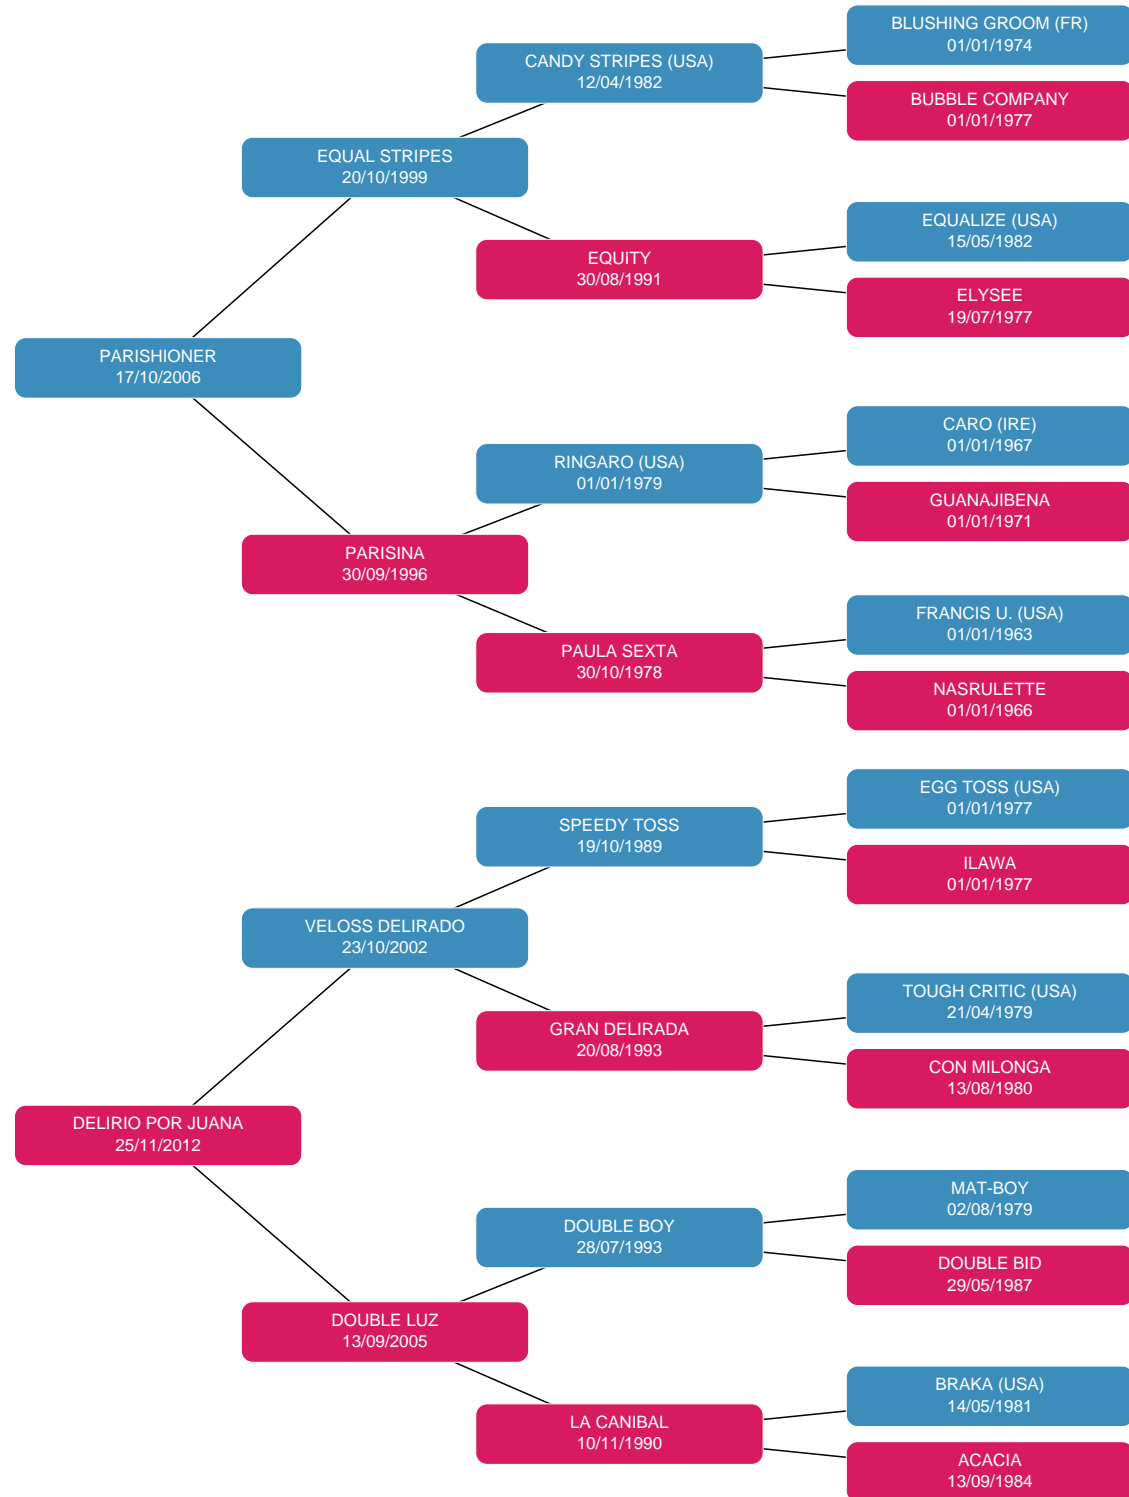 BLUSHING GROOM (FR)
01/01/1974
CANDY STRIPES (USA)
12/04/1982
BUBBLE COMPANY
01/01/1977
EQUAL STRIPES
20/10/1999
EQUALIZE (USA)
15/05/1982
EQUITY
30/08/1991
ELYSEE
19/07/1977
PARISHIONER
17/10/2006
CARO (IRE)
01/01/1967
RINGARO (USA)
01/01/1979
GUANAJIBENA
01/01/1971
PARISINA
30/09/1996
FRANCIS U. (USA)
01/01/1963
PAULA SEXTA
30/10/1978
NASRULETTE
01/01/1966
EGG TOSS (USA)
01/01/1977
SPEEDY TOSS
19/10/1989
ILAWA
01/01/1977
VELOSS DELIRADO
23/10/2002
TOUGH CRITIC (USA)
21/04/1979
GRAN DELIRADA
20/08/1993
CON MILONGA
13/08/1980
DELIRIO POR JUANA
25/11/2012
MAT-BOY
02/08/1979
DOUBLE BOY
28/07/1993
DOUBLE BID
29/05/1987
DOUBLE LUZ
13/09/2005
BRAKA (USA)
14/05/1981
LA CANIBAL
10/11/1990
ACACIA
13/09/1984